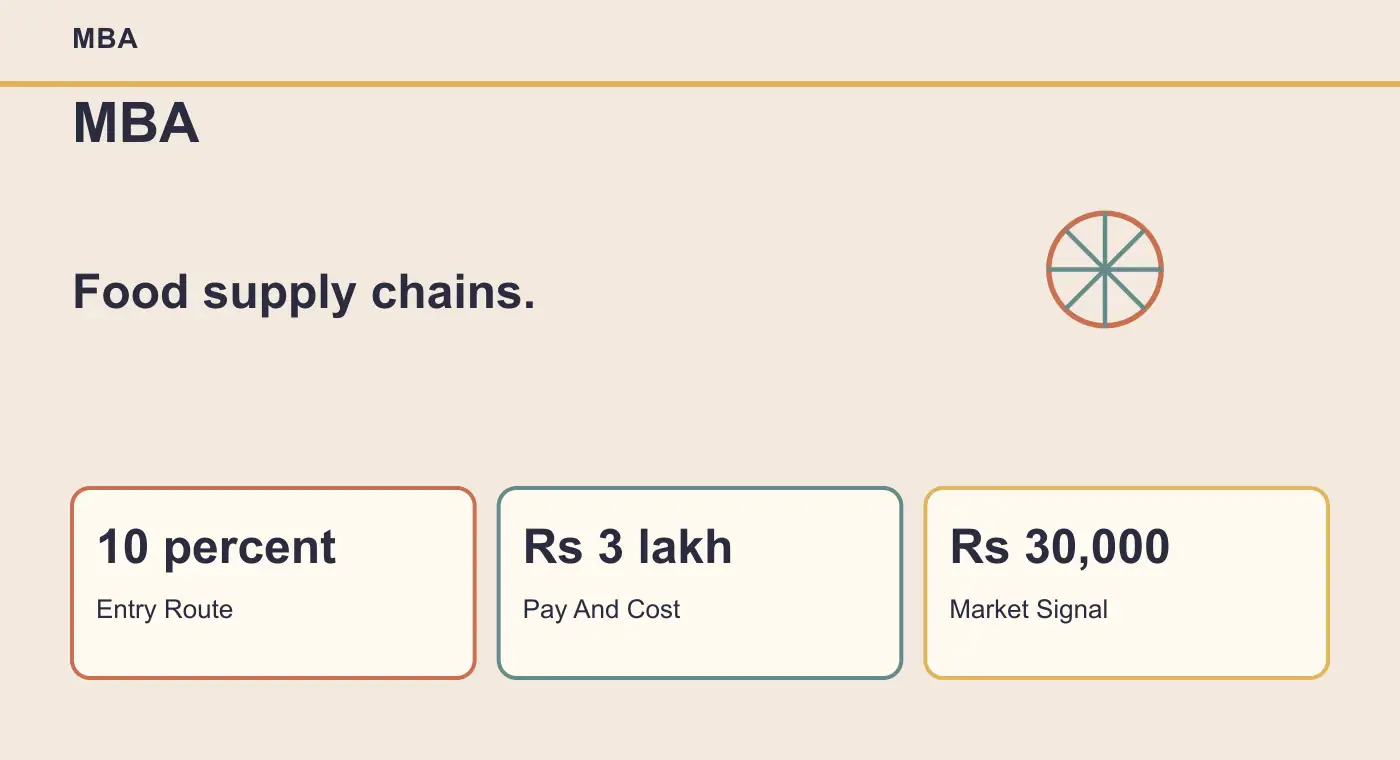 MBA
MBA
Food supply chains.
10 percent
Entry Route
Rs 3 lakh
Pay And Cost
Rs 30,000
Market Signal